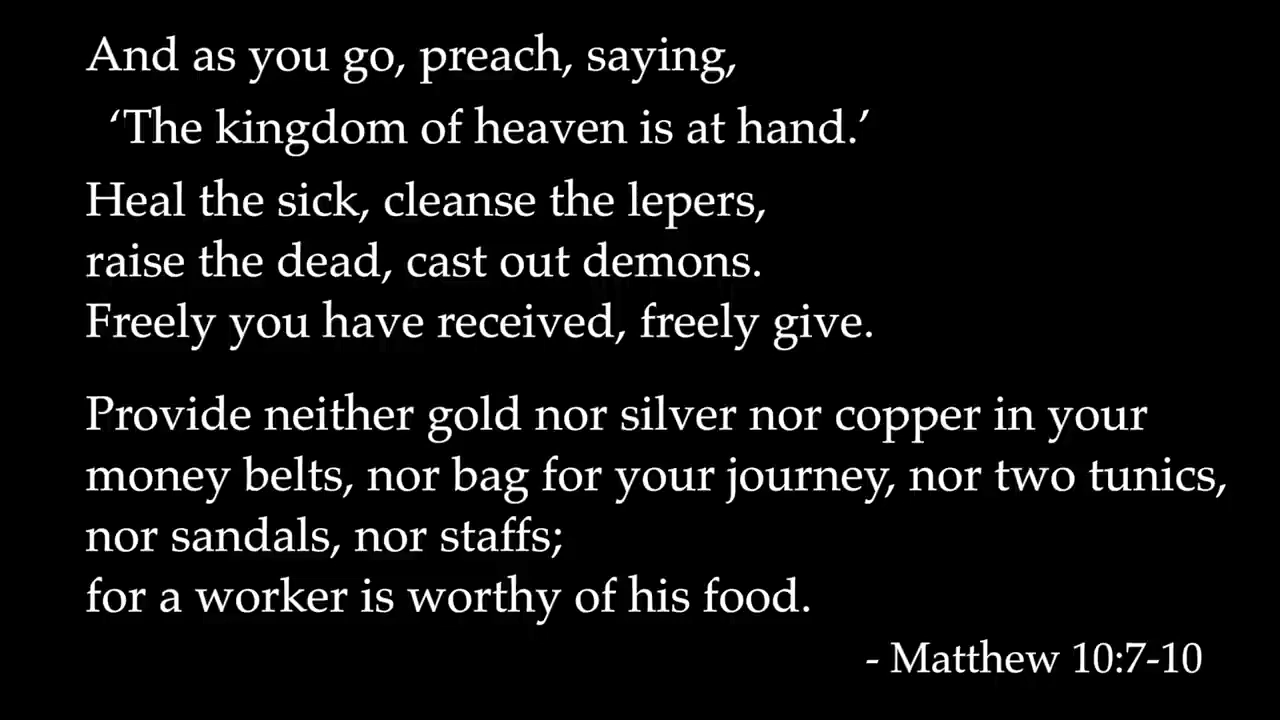 And as you go, preach, saying,
‘The kingdom of heaven is at hand.’
Heal the sick, cleanse the lepers,
raise the dead, cast out demons.
Freely you have received, freely give.
Provide neither gold nor silver nor copper in your
money belts, nor bag for your journey, nor two tunics,
nor sandals, nor staffs;
for a worker is worthy of his food.
- Matthew 10:7-10